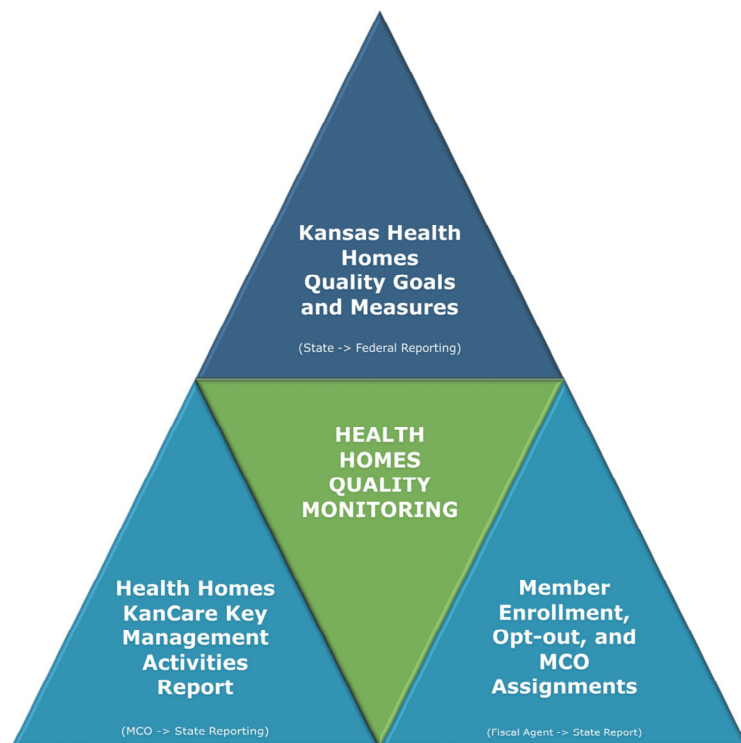 Kansas Health
Homes
Quality Goals
and Measures
(State -> Federal Reporting)
HEALTH
HOMES
QUALITY
MONITORING
Health Homes
KanCare Key
Management
Activities
Report
(MCO -> State Reporting)
Member
Enrollment,
Opt-out, and
MCO
Assignments
(Fiscal Agent -> State Report)